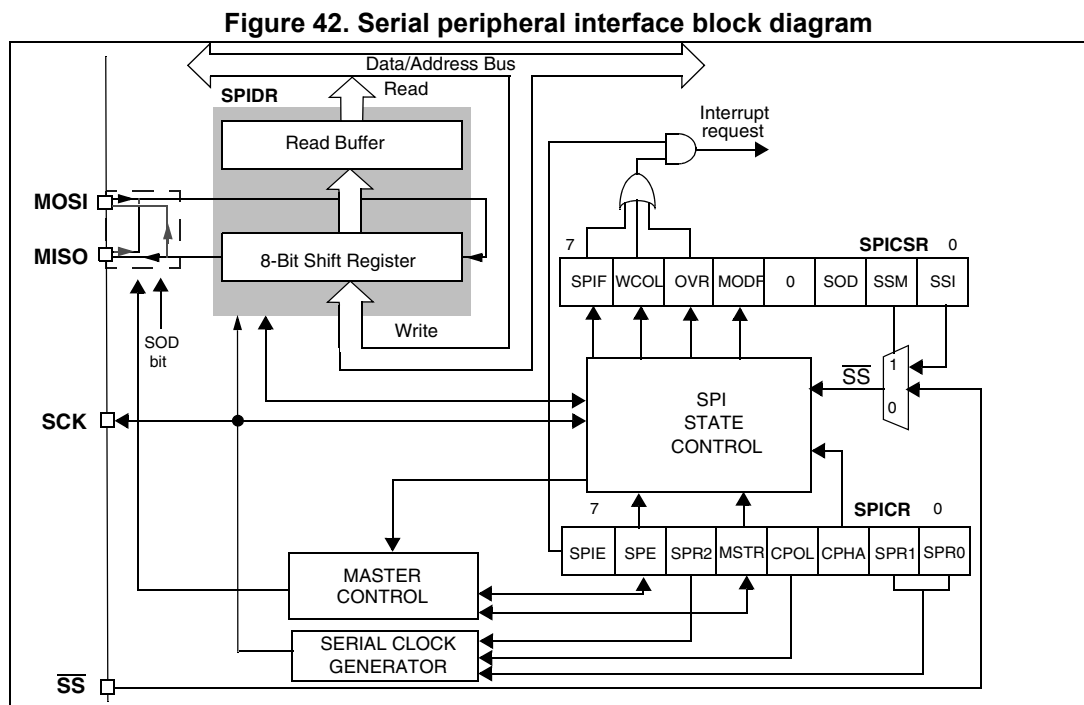 Figure 42. Serial peripheral interface block diagram
Data/Address Bus
SPIDR
Read
Interrupt
request
Read Buffer
MOSI
MISO
8-Bit Shift Register
7
SPICSR
0
SPIF
WCOL
OVR
MODF
0
SOD
SSM
SSI
SOD
bit
Write
SS
1
0
SCK
SPI
STATE
CONTROL
7
SPICR
0
SPIE
SPE
SPR2
MSTR
CPOL
CPHA
SPR1
SPR0
MASTER
CONTROL
SERIAL CLOCK
GENERATOR
SS